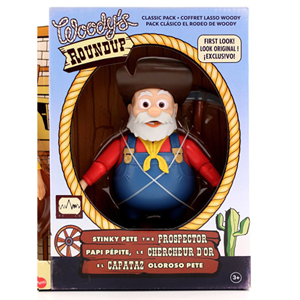 Woody's
ROUNDUP
CLASSIC PACK • COFFRET LASSO WOODY
PACK CLÁSICO EL RODEO DE WOODY
FIRST LOOK!
LOOK ORIGINAL!
¡EXCLUSIVO!
STINKY PETE THE PROSPECTOR
PAPI PÉPITE, LE CHERCHEUR D'OR
EL CAPATAZ OLOROSO PETE
3+